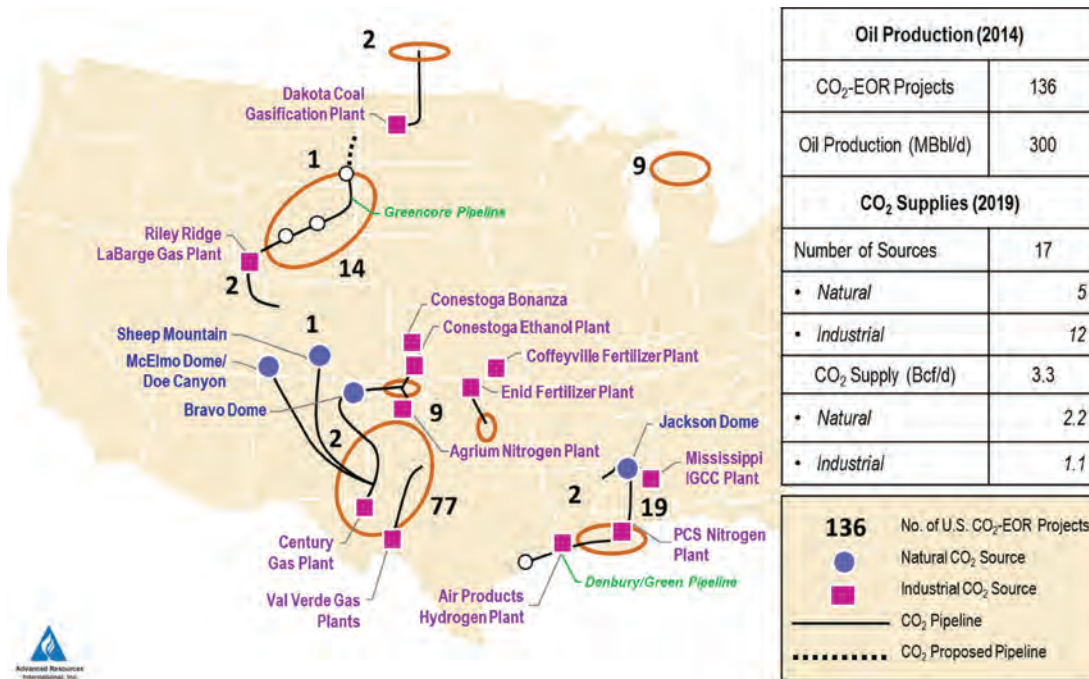 2
Dakota Coal
Gasification Plant
1
9
Greencore Pipeline
Riley Ridge
LaBarge Gas Plant
14
2
Conestoga Bonanza
1
Conestoga Ethanol Plant
Sheep Mountain
McElmo Dome/
Doe Canyon
Coffeyville Fertilizer Plant
Enid Fertilizer Plant
Bravo Dome
9
2
Agrium Nitrogen Plant
Jackson Dome
Mississippi
IGCC Plant
2
77
19
Century
Gas Plant
PCS Nitrogen
Plant
Val Verde Gas
Plants
Air Products
Hydrogen Plant
Denbury/Green Pipeline
Advanced Resources
International, Inc.
Oil Production (2014)
CO₂-EOR Projects 136
Oil Production (MBbl/d) 300
CO₂ Supplies (2019)
Number of Sources 17
• Natural 5
• Industrial 12
CO₂ Supply (Bcf/d) 3.3
• Natural 2.2
• Industrial 1.1
136 No. of U.S. CO₂-EOR Projects
Natural CO₂ Source
Industrial CO₂ Source
CO₂ Pipeline
CO₂ Proposed Pipeline